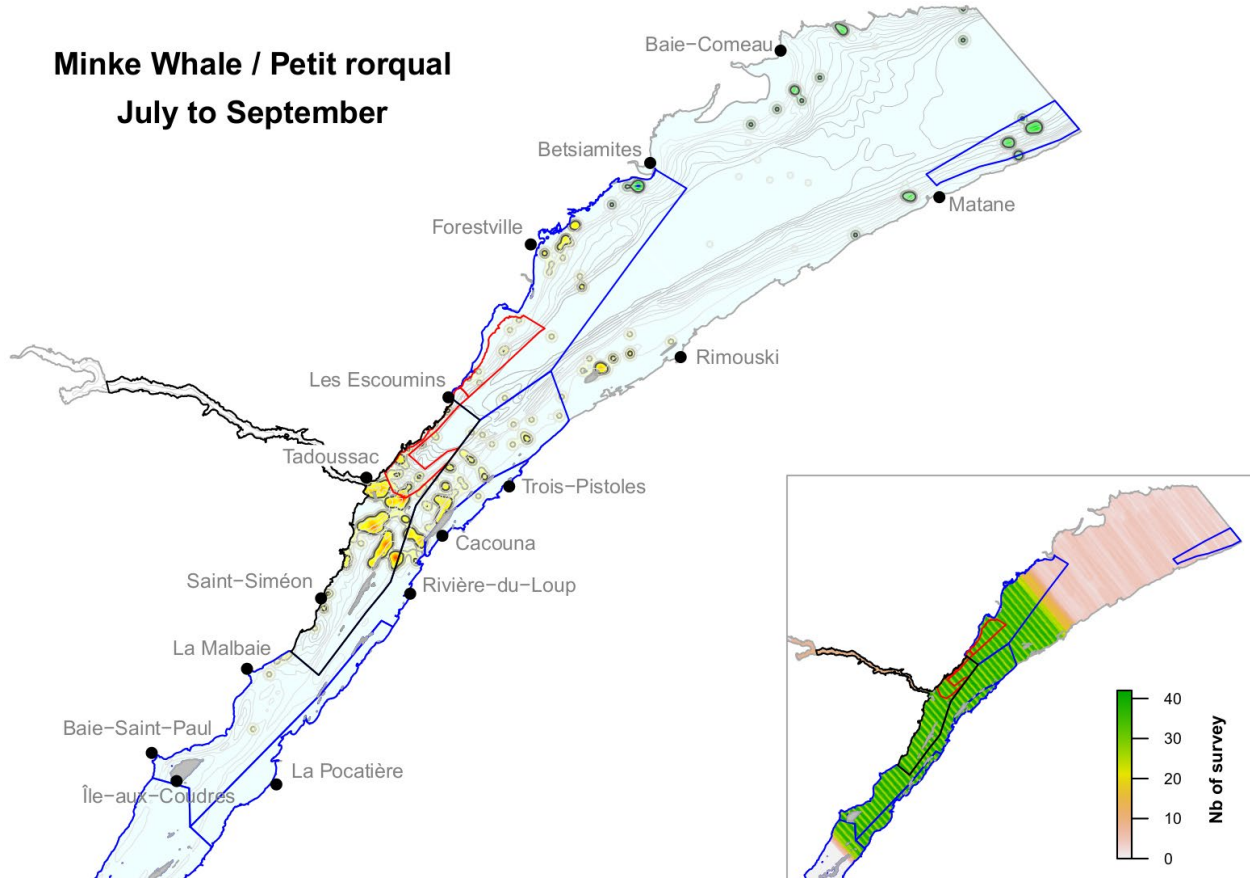 Minke Whale / Petit rorqual
July to September
Baie−Comeau
Betsiamites
Matane
Forestville
Rimouski
Les Escoumins
Tadoussac
Trois−Pistoles
Cacouna
Saint−Siméon
Rivière−du−Loup
La Malbaie
Baie−Saint−Paul
La Pocatière
Île−aux−Coudres
40
30
20
10
0
Nb of survey